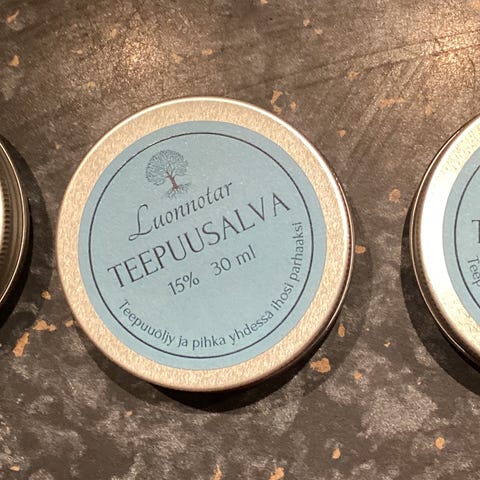 Luonnotar
TEEPUUSALVA
15% 30 ml
Teepuuöljy ja pihka yhdessä ihosi parhaaksi